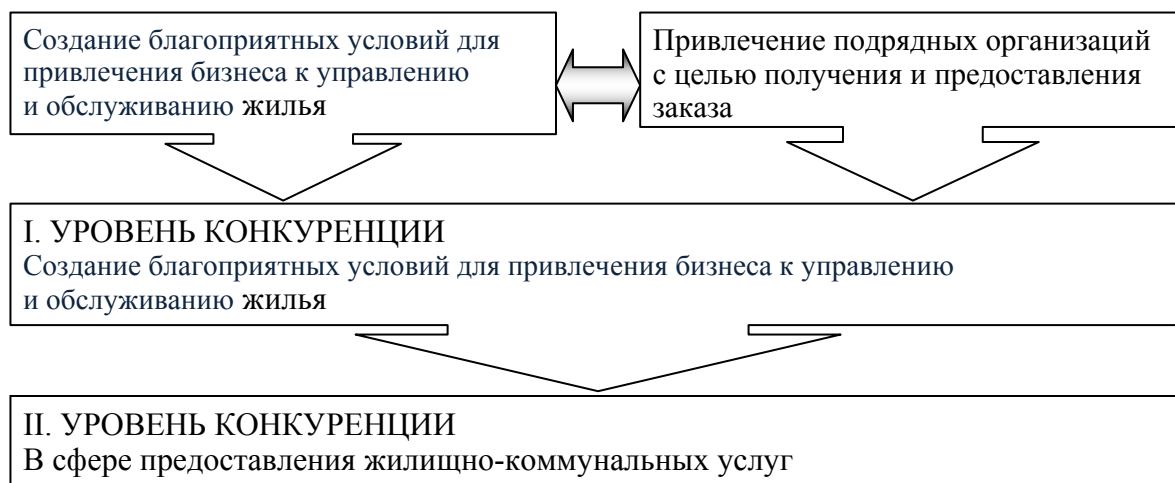 Создание благоприятных условий для
привлечения бизнеса к управлению
и обслуживанию жилья
Привлечение подрядных организаций
с целью получения и предоставления
заказа
I. УРОВЕНЬ КОНКУРЕНЦИИ
Создание благоприятных условий для привлечения бизнеса к управлению
и обслуживанию жилья
II. УРОВЕНЬ КОНКУРЕНЦИИ
В сфере предоставления жилищно-коммунальных услуг